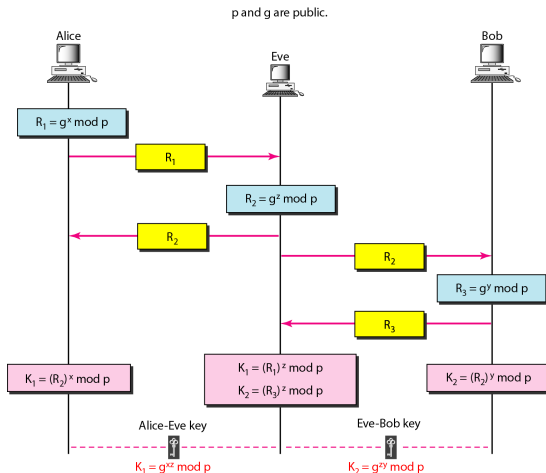 p and g are public.
Alice
Eve
Bob
R₁ = gˣ mod p
R₁
R₂ = gᶻ mod p
R₂
R₂
R₃ = gʸ mod p
R₃
K₁ = (R₂)ˣ mod p
K₁ = (R₁)ᶻ mod p
K₂ = (R₃)ᶻ mod p
K₂ = (R₂)ʸ mod p
Alice-Eve key
Eve-Bob key
K₁ = gˣᶻ mod p
K₂ = gᶻʸ mod p